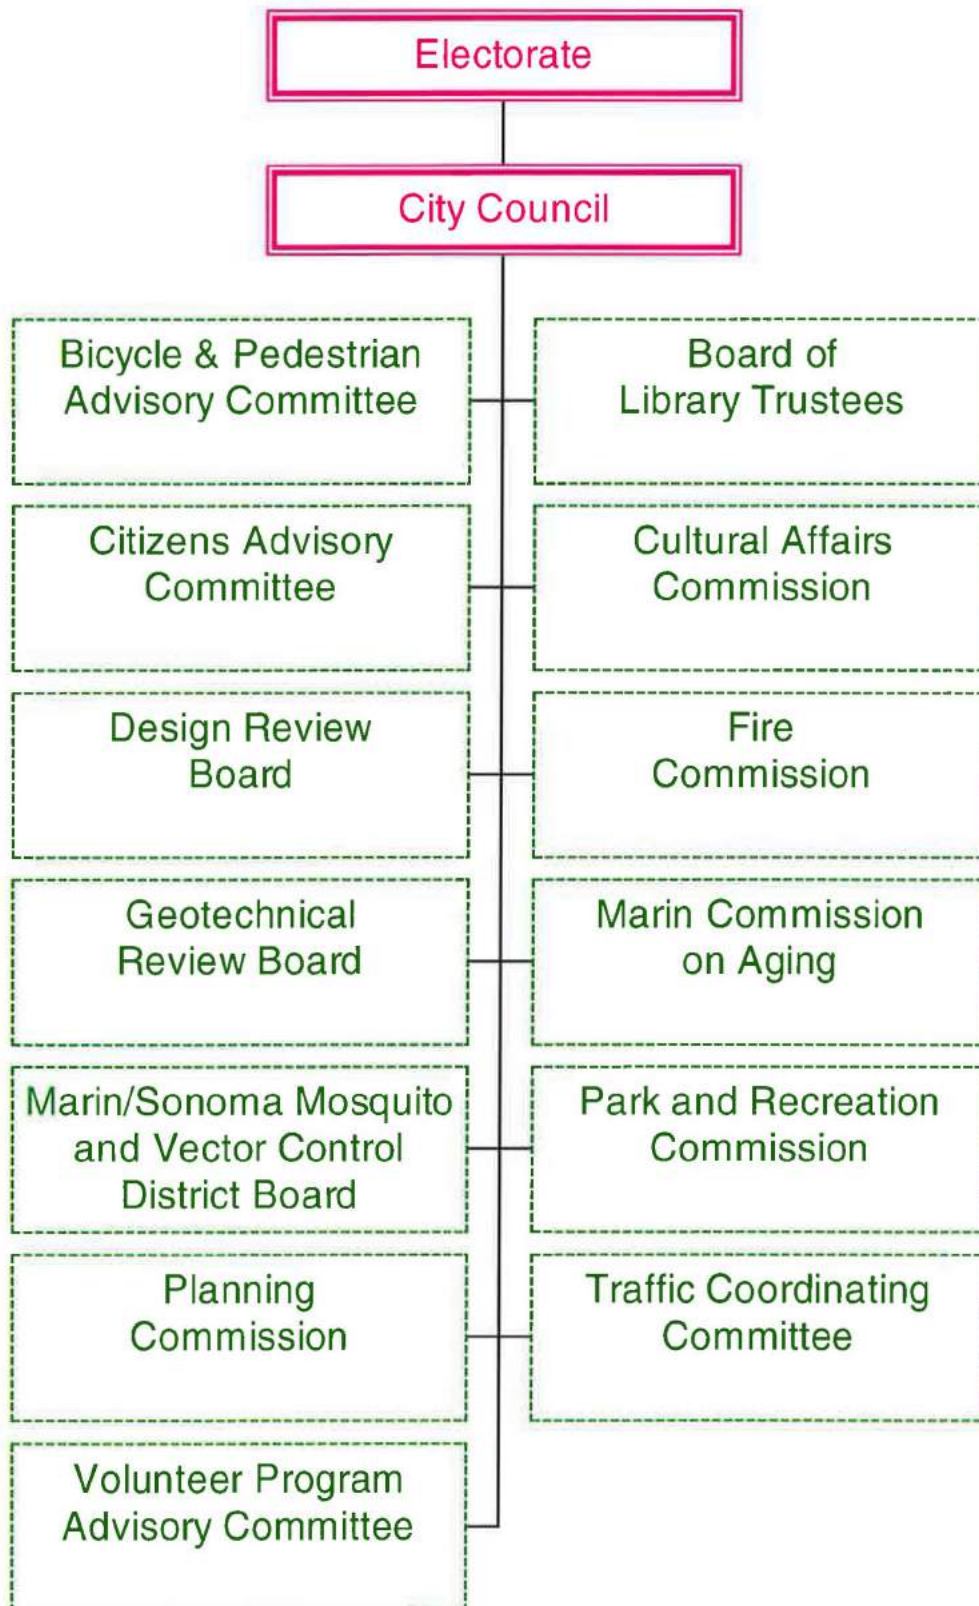 Electorate
City Council
Bicycle & Pedestrian
Advisory Committee
Board of
Library Trustees
Citizens Advisory
Committee
Cultural Affairs
Commission
Design Review
Board
Fire
Commission
Geotechnical
Review Board
Marin Commission
on Aging
Marin/Sonoma Mosquito
and Vector Control
District Board
Park and Recreation
Commission
Planning
Commission
Traffic Coordinating
Committee
Volunteer Program
Advisory Committee